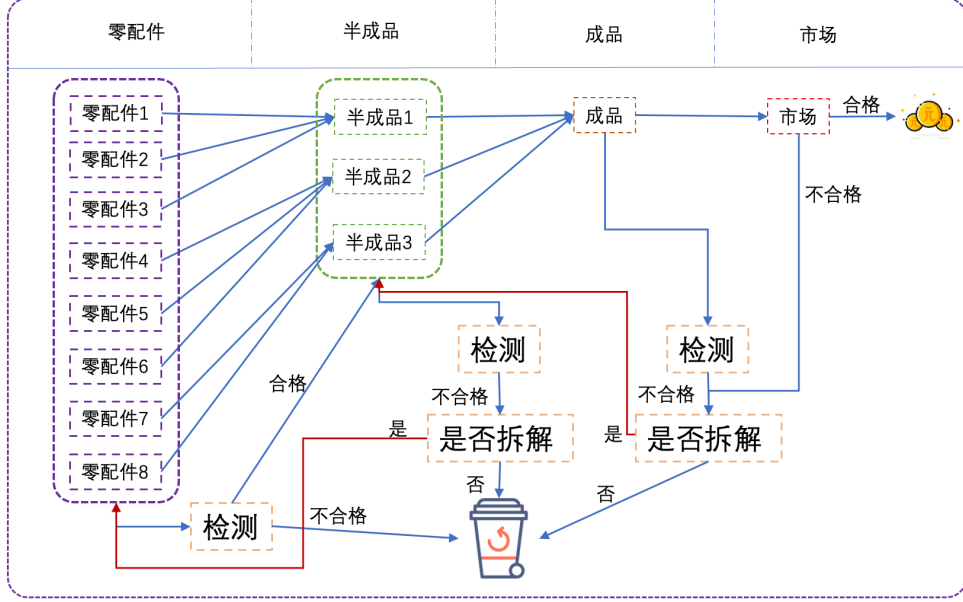 零配件
半成品
成品
市场
零配件1
零配件2
零配件3
零配件4
零配件5
零配件6
零配件7
零配件8
半成品1
半成品2
半成品3
成品
市场
合格
元
不合格
检测
检测
合格
不合格
不合格
是
是否拆解
是
是否拆解
否
否
检测
不合格